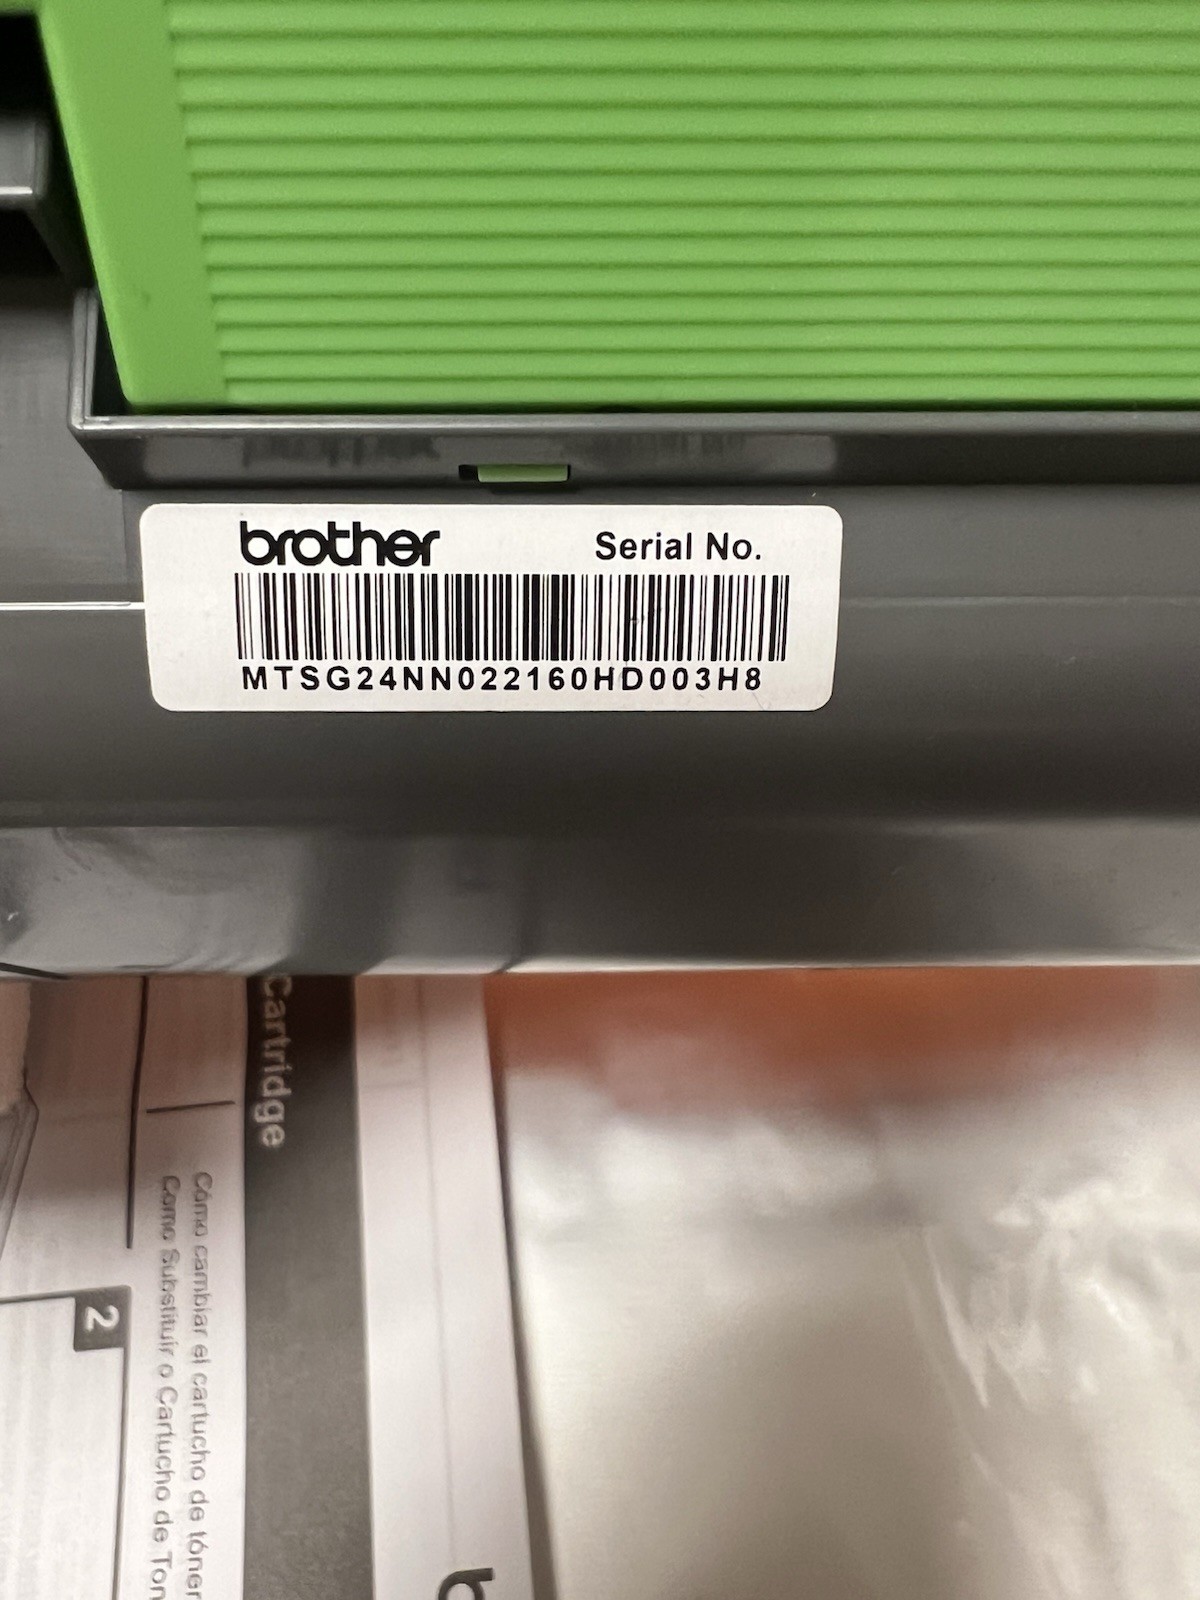 brother
Serial No.
MTSG24NN022160HD003H8
Cartridge
Cómo cambiar el cartucho de tóner
Como Substituir o Cartucho de Ton
2
b